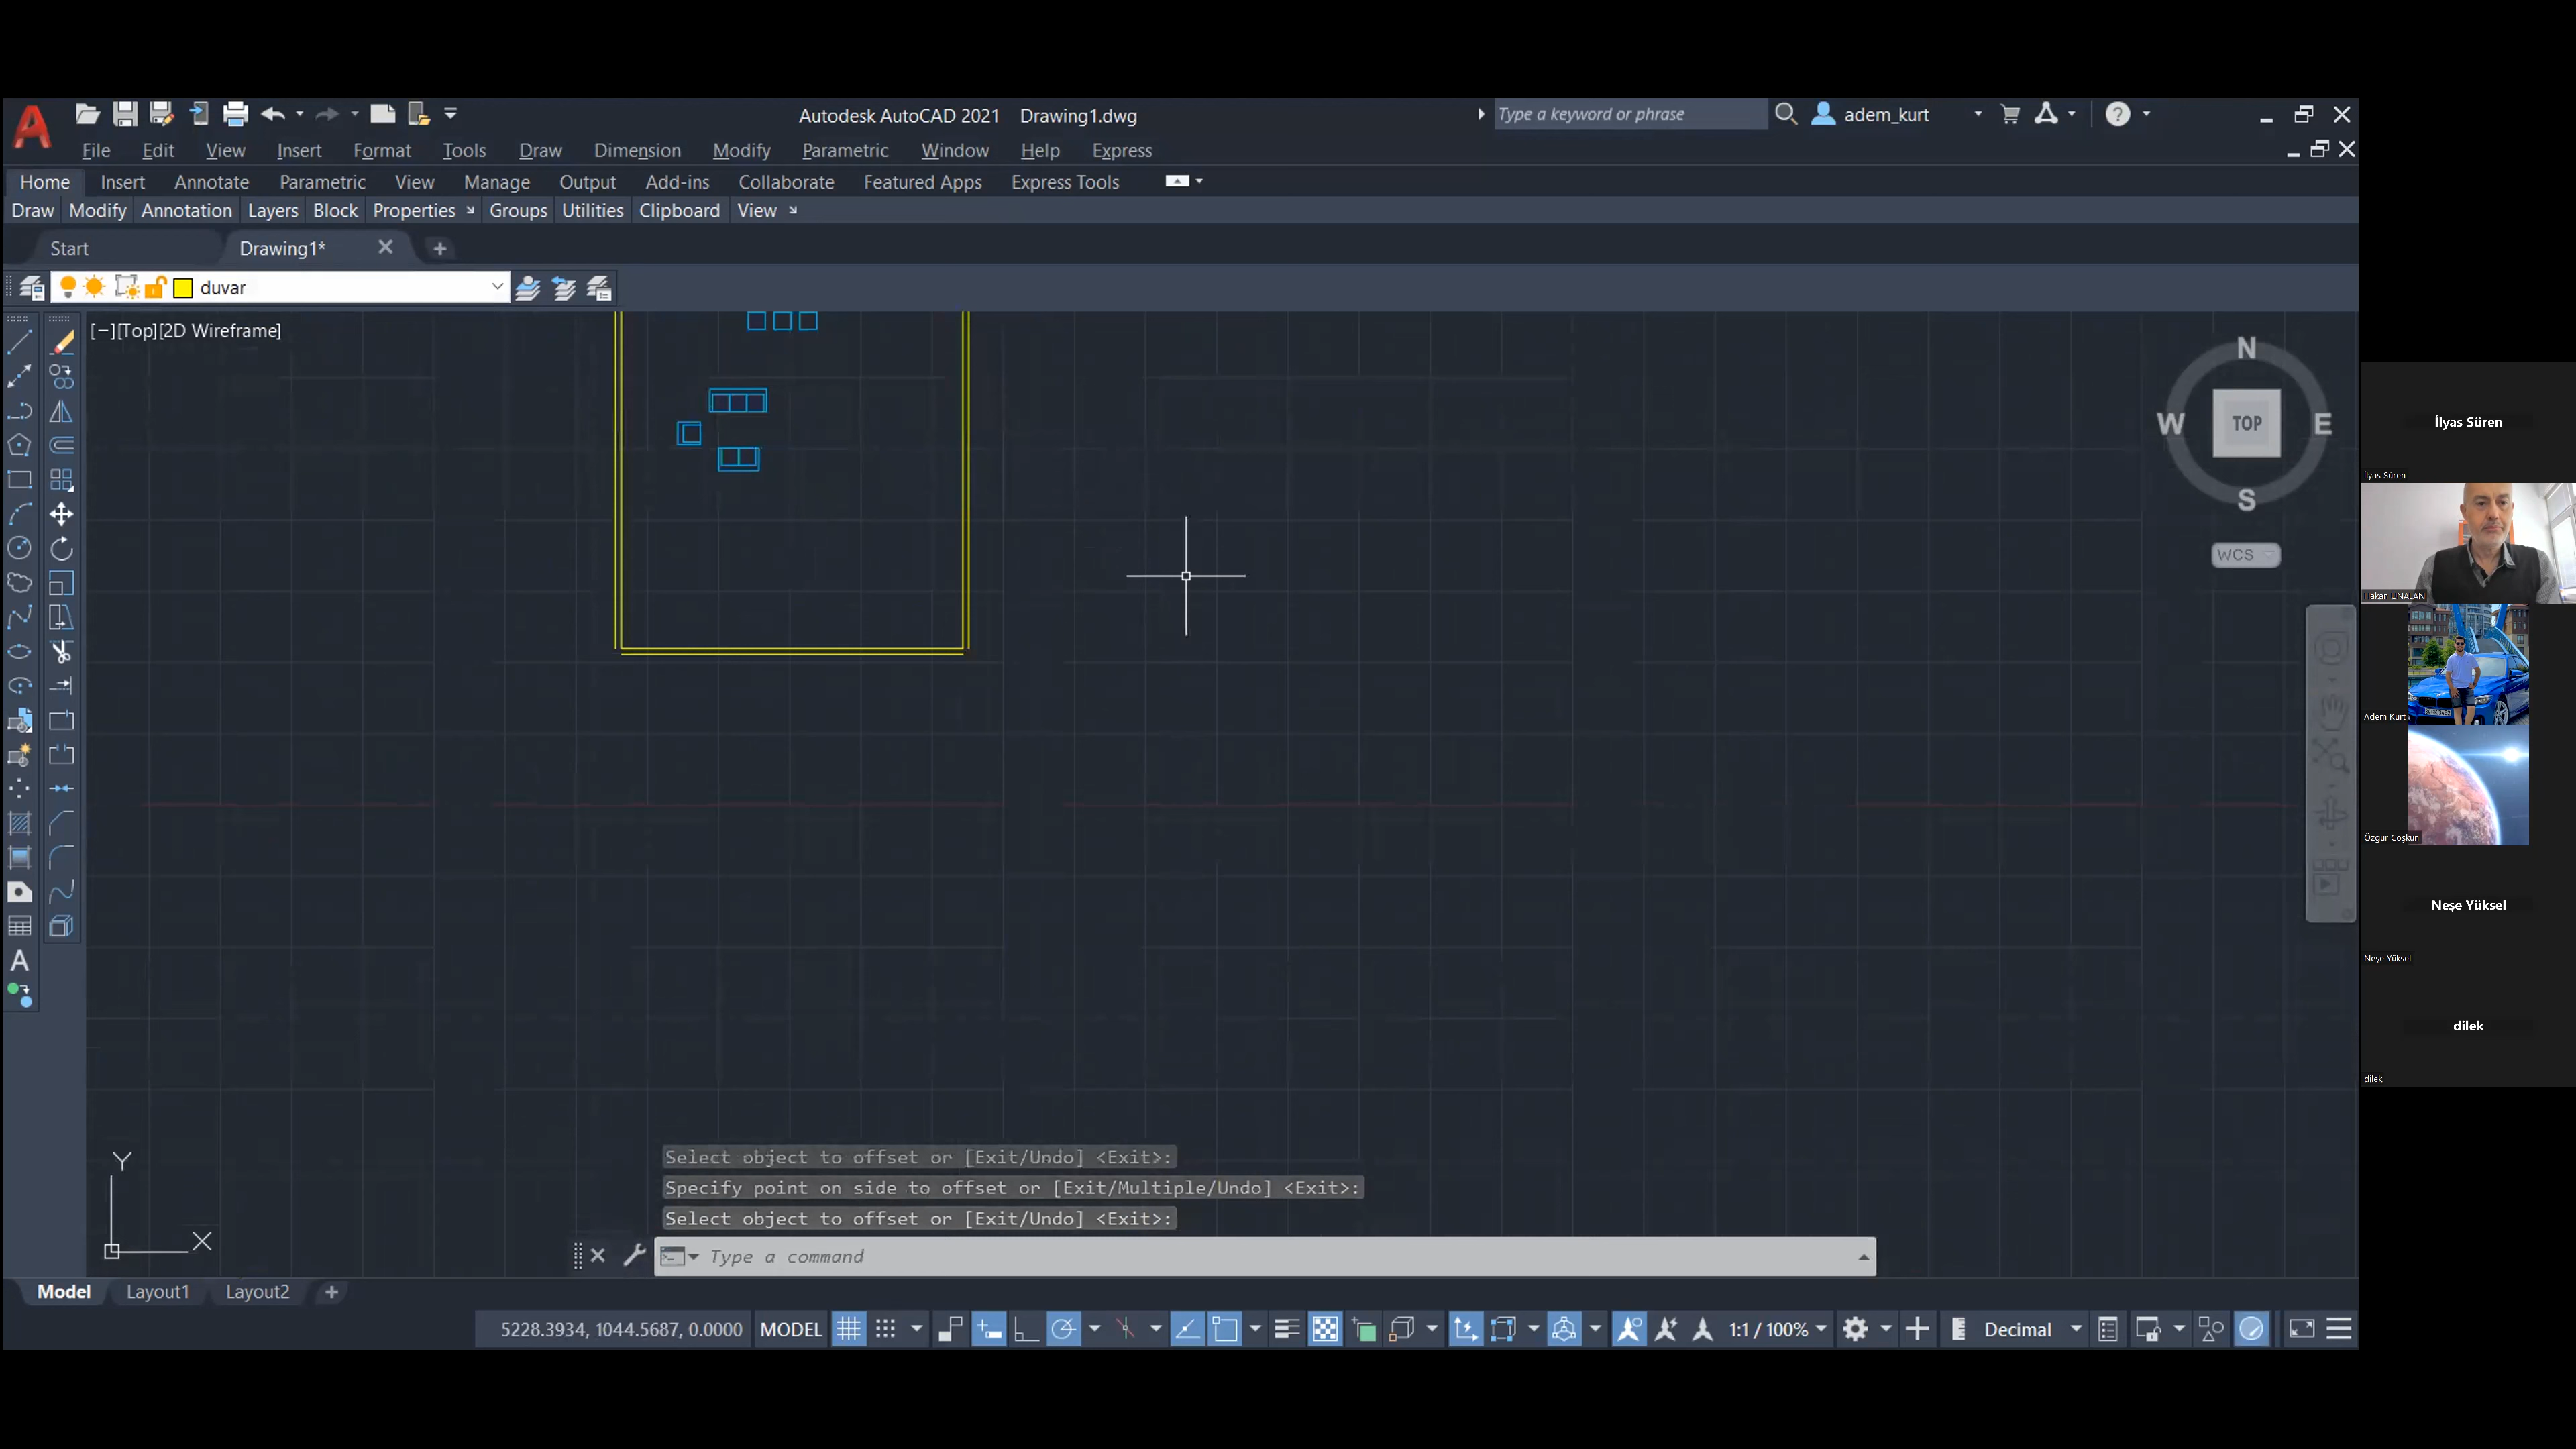 Autodesk AutoCAD 2021 Drawing1.dwg
Type a keyword or phrase
adem_kurt
File Edit View Insert Format Tools Draw Dimension Modify Parametric Window Help Express
Home Insert Annotate Parametric View Manage Output Add-ins Collaborate Featured Apps Express Tools
Draw Modify Annotation Layers Block Properties Groups Utilities Clipboard View
Start Drawing1*
duvar
[−][Top][2D Wireframe]
N
W TOP E
S
WCS
İlyas Süren
İlyas Süren
Hakan ÜNALAN
Adem Kurt
Özgür Coşkun
Neşe Yüksel
Neşe Yüksel
dilek
dilek
A
Y
X
Select object to offset or [Exit/Undo] <Exit>:
Specify point on side to offset or [Exit/Multiple/Undo] <Exit>:
Select object to offset or [Exit/Undo] <Exit>:
Type a command
Model Layout1 Layout2
5228.3934, 1044.5687, 0.0000 MODEL 1:1 / 100% Decimal